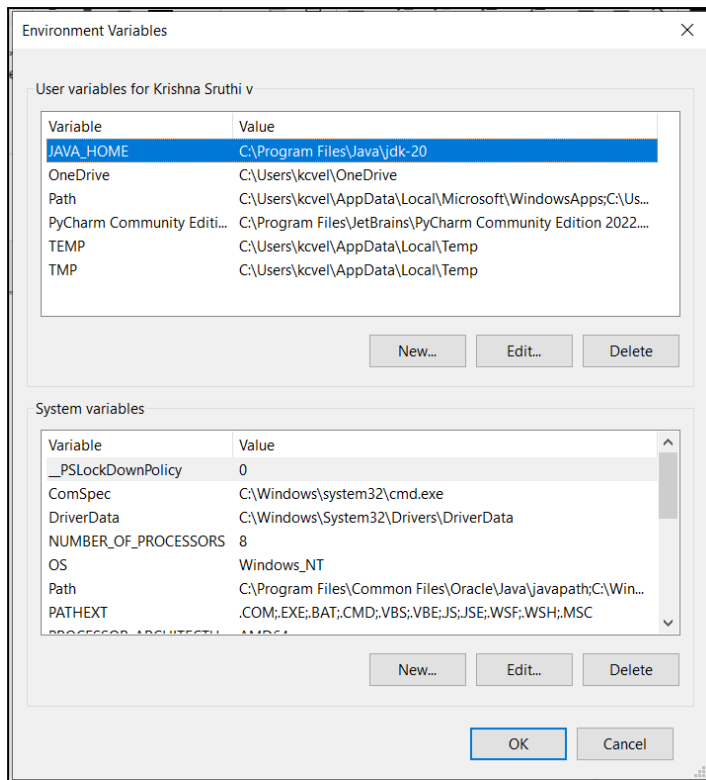 Environment Variables
User variables for Krishna Sruthi v
Variable Value
JAVA_HOME C:\Program Files\Java\jdk-20
OneDrive C:\Users\kcvel\OneDrive
Path C:\Users\kcvel\AppData\Local\Microsoft\WindowsApps;C:\Us...
PyCharm Community Editi... C:\Program Files\JetBrains\PyCharm Community Edition 2022....
TEMP C:\Users\kcvel\AppData\Local\Temp
TMP C:\Users\kcvel\AppData\Local\Temp
New... Edit... Delete
System variables
Variable Value
__PSLockDownPolicy 0
ComSpec C:\Windows\system32\cmd.exe
DriverData C:\Windows\System32\Drivers\DriverData
NUMBER_OF_PROCESSORS 8
OS Windows_NT
Path C:\Program Files\Common Files\Oracle\Java\javapath;C:\Win...
PATHEXT .COM;.EXE;.BAT;.CMD;.VBS;.VBE;.JS;.JSE;.WSF;.WSH;.MSC
PROCESSOR_ARCHITECTU... AMD64
New... Edit... Delete
OK Cancel